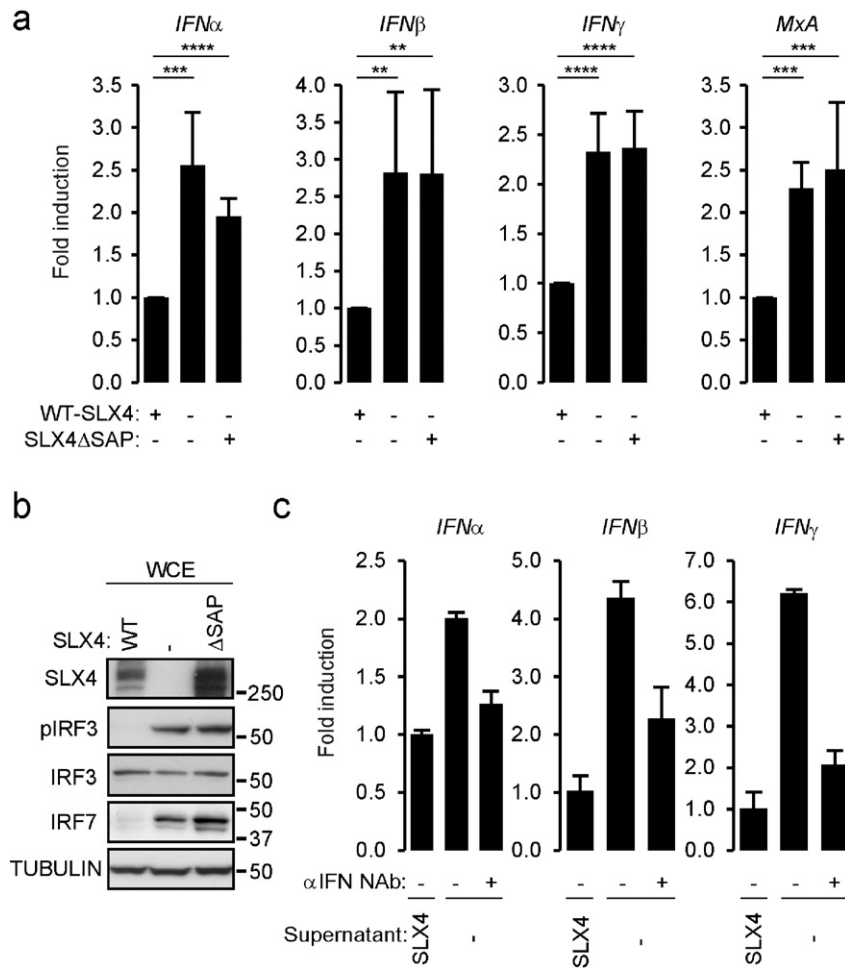 a
IFNα IFNβ IFNγ MxA
**** ** **** ***
*** ** **** ***
Fold induction
3.5 3.0 2.5 2.0 1.5 1.0 0.5 0.0
4.0 3.5 3.0 2.5 2.0 1.5 1.0 0.5 0.0
3.0 2.5 2.0 1.5 1.0 0.5 0.0
3.5 3.0 2.5 2.0 1.5 1.0 0.5 0.0
WT-SLX4: + - - + - - + - - + - -
SLX4ΔSAP: - - + - - + - - + - - +
b
WCE
SLX4: WT - ΔSAP
SLX4 250
pIRF3 50
IRF3 50
IRF7 50
37
TUBULIN 50
c
IFNα IFNβ IFNγ
Fold induction
2.5 2.0 1.5 1.0 0.5 0.0
5.0 4.0 3.0 2.0 1.0 0.0
7.0 6.0 5.0 4.0 3.0 2.0 1.0 0.0
αIFN NAb: - - + - - + - - +
Supernatant: SLX4 - SLX4 - SLX4 -